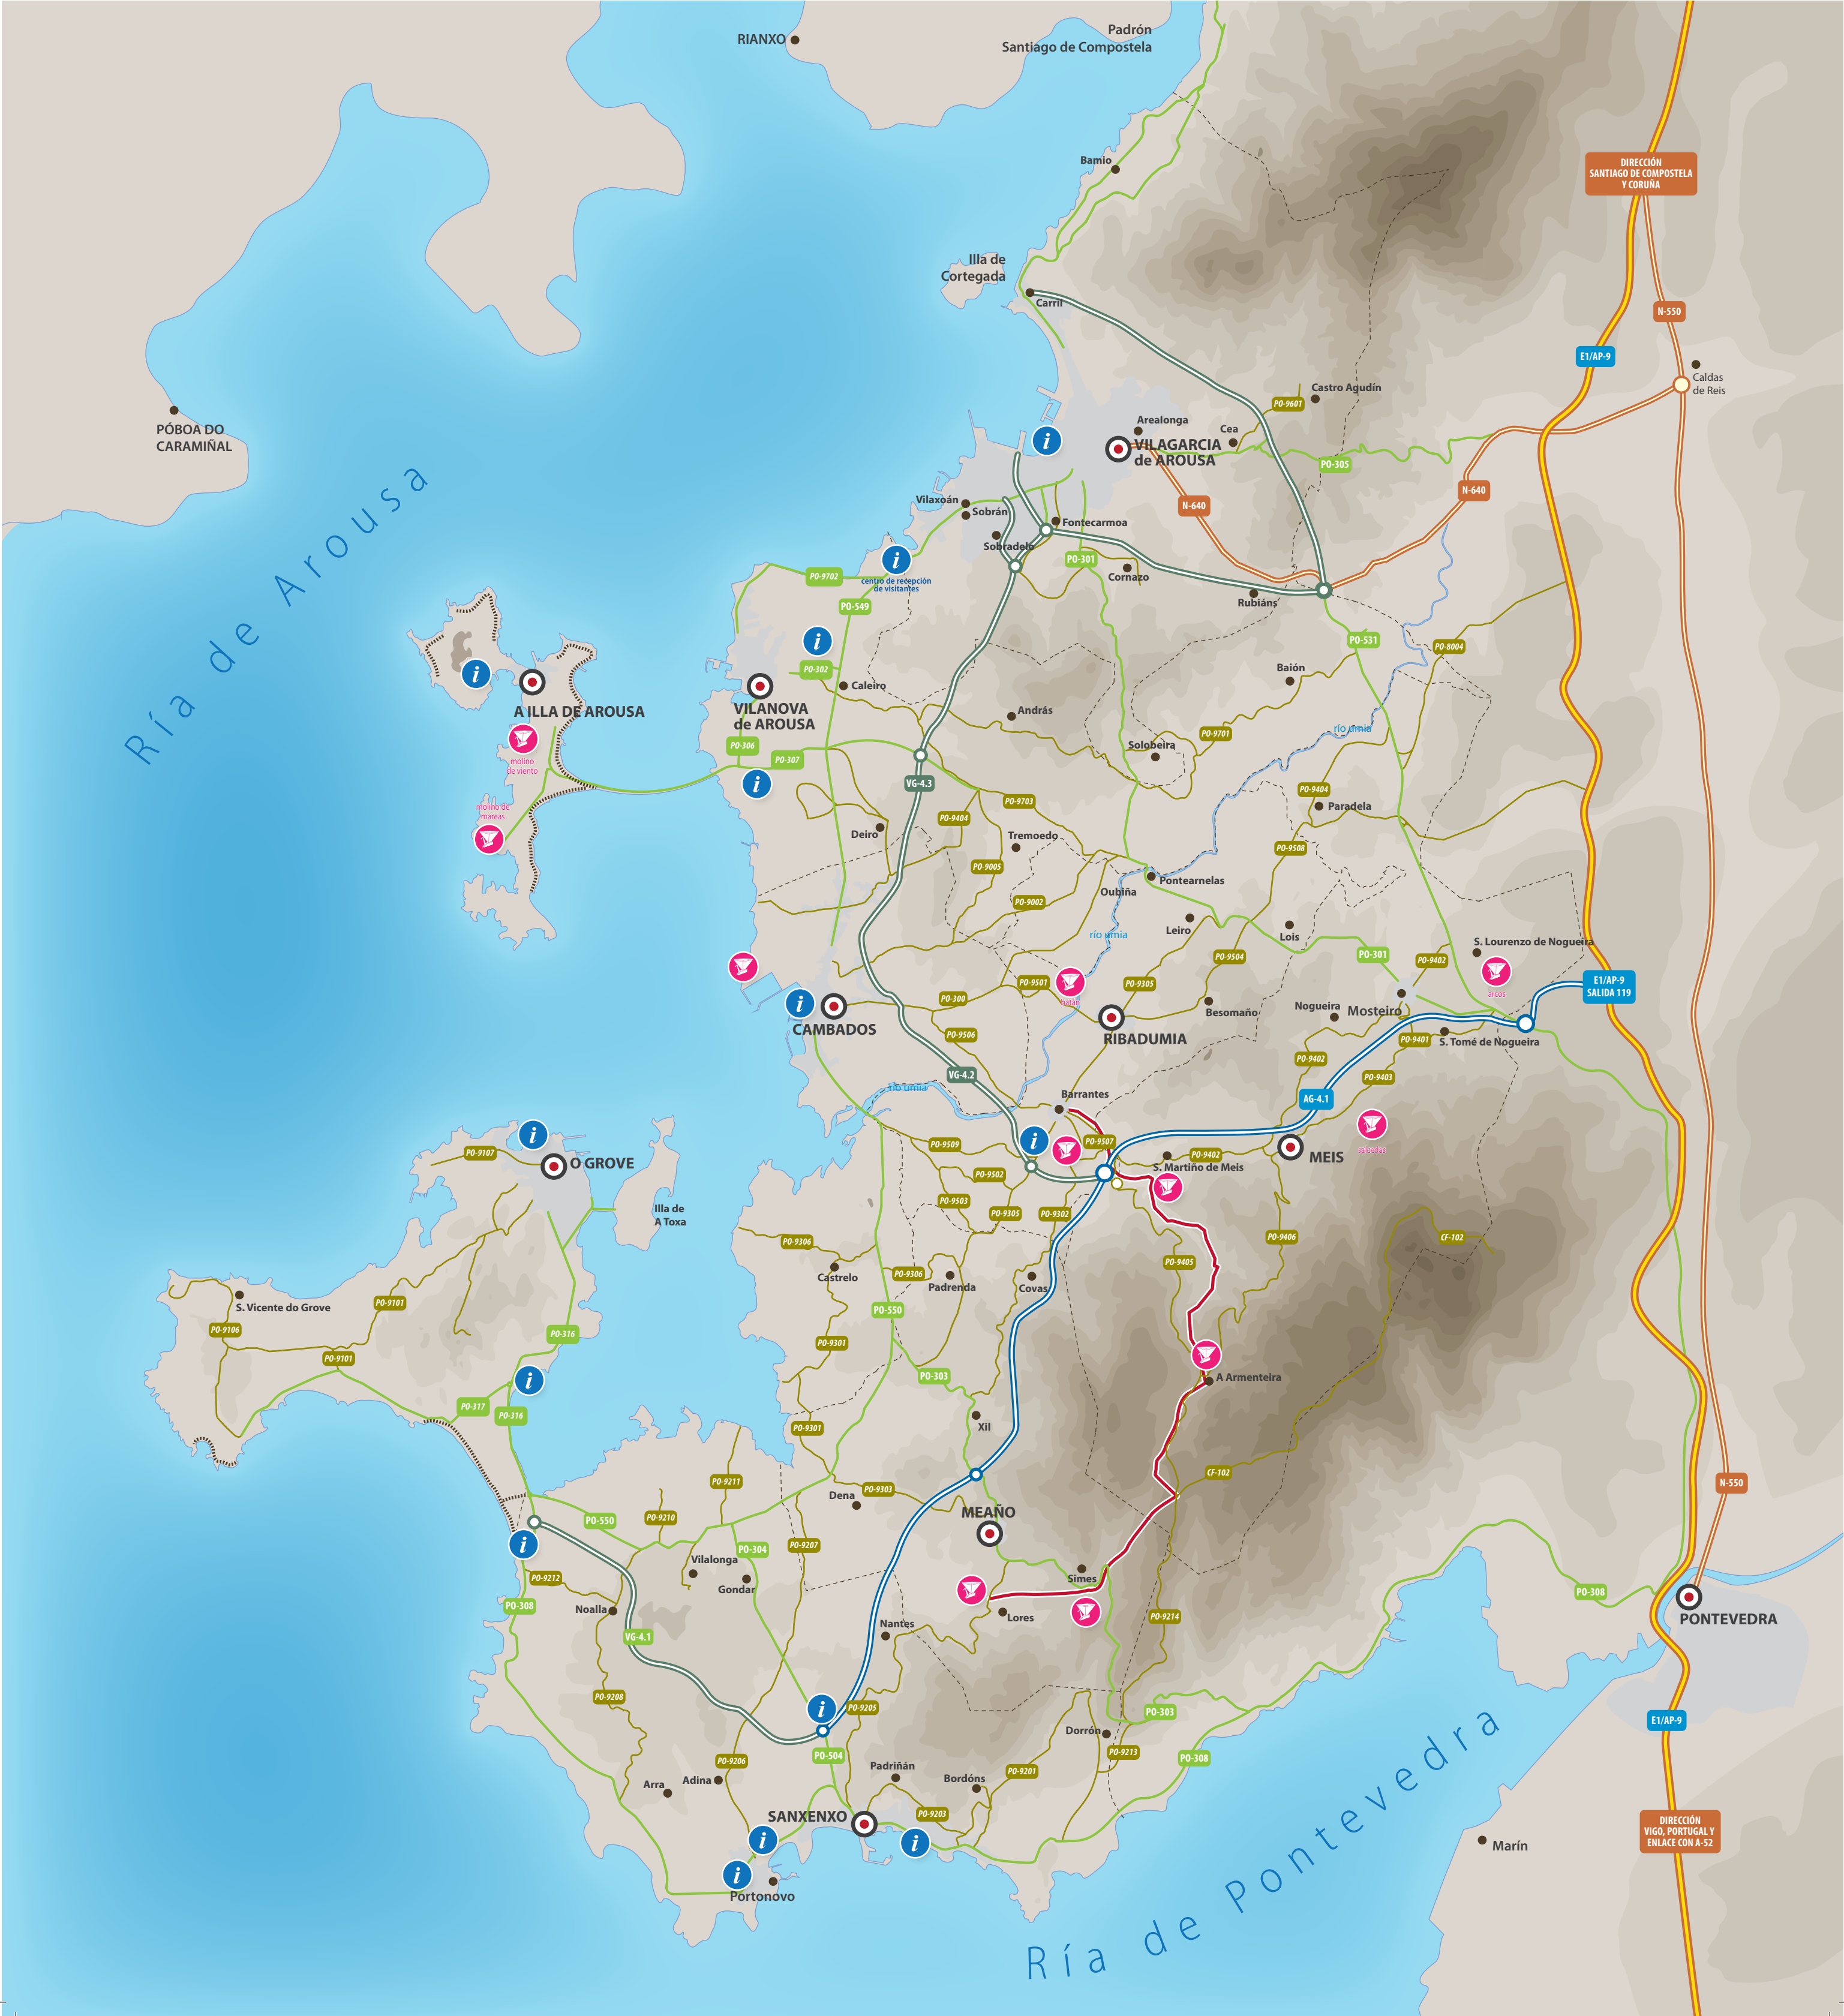 RIANXO
Padrón
Santiago de Compostela
Bamio
DIRECCIÓN
SANTIAGO DE COMPOSTELA
Y CORUÑA
Illa de
Cortegada
Carril
N-550
E1/AP-9
Caldas
de Reis
Castro Agudín
PO-9601
PÓBOA DO
CARAMIÑAL
Arealonga
Cea
VILAGARCIA
de AROUSA
PO-305
N-640
N-640
Ría de Arousa
Vilaxoán
Sobrán
Fontecarmoa
Sobradelo
PO-301
Cornazo
Rubiáns
centro de recepción
de visitantes
PO-9702
PO-549
PO-531
PO-8004
PO-302
Caleiro
Baión
A ILLA DE AROUSA
VILANOVA
de AROUSA
András
río umia
PO-9701
Solobeira
PO-306
PO-307
molino
de viento
VG-4.3
PO-9404
PO-9703
molino de
mareas
PO-9404
Paradela
Deiro
Tremoedo
PO-9508
PO-9005
Pontearnelas
Oubiña
PO-9002
Leiro
Lois
río umia
S. Lourenzo de Nogueira
PO-301
PO-9504
PO-9402
arcos
E1/AP-9
SALIDA 119
PO-9501
PO-9305
batán
PO-300
Besomaño
Nogueira
Mosteiro
CAMBADOS
RIBADUMIA
PO-9506
PO-9401
S. Tomé de Nogueira
PO-9402
VG-4.2
PO-9403
río umia
Barrantes
AG-4.1
PO-9509
PO-9507
PO-9107
O GROVE
PO-9402
MEIS
S. Martiño de Meis
PO-9502
PO-9503
PO-9305
PO-9302
Illa de
A Toxa
PO-9306
PO-9406
CF-102
PO-9405
Castrelo
PO-9306
Padrenda
Covas
S. Vicente do Grove
PO-9101
PO-550
PO-9106
PO-316
PO-9301
PO-9101
PO-303
A Armenteira
PO-317
PO-316
PO-9301
Xil
CF-102
PO-9211
PO-9303
N-550
Dena
MEAÑO
PO-550
PO-9210
PO-9207
PO-304
Vilalonga
Gondar
Simes
PO-9212
PO-308
PO-308
Noalla
Lores
PO-9214
PONTEVEDRA
VG-4.1
Nantes
PO-9208
PO-9205
PO-303
E1/AP-9
Dorrón
PO-504
PO-9206
PO-9213
PO-308
Padriñán
PO-9201
Arra
Adina
Bordóns
SANXENXO
PO-9203
DIRECCIÓN
VIGO, PORTUGAL Y
ENLACE CON A-52
Marín
Portonovo
Ría de Pontevedra